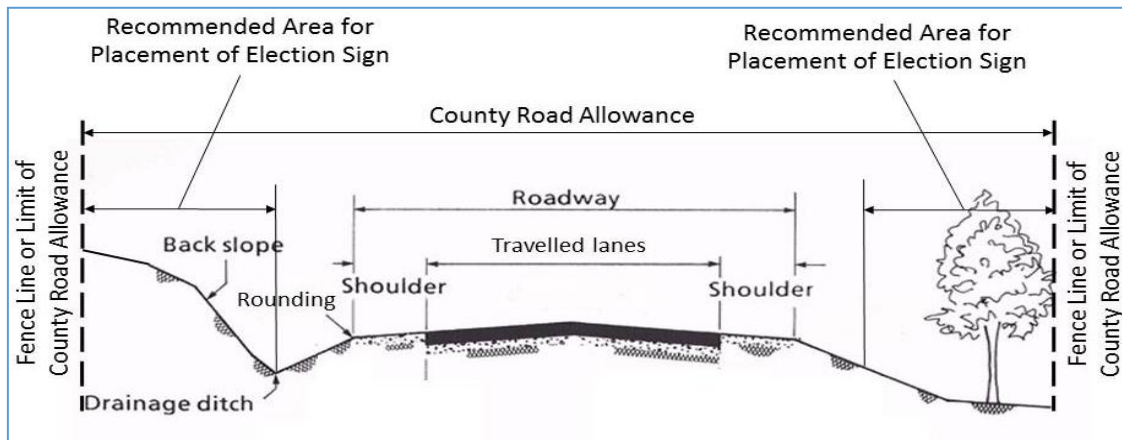 Recommended Area for
Placement of Election Sign
Recommended Area for
Placement of Election Sign
County Road Allowance
Fence Line or Limit of
County Road Allowance
Roadway
Back slope
Travelled lanes
Shoulder
Shoulder
Rounding
Drainage ditch
Fence Line or Limit of
County Road Allowance